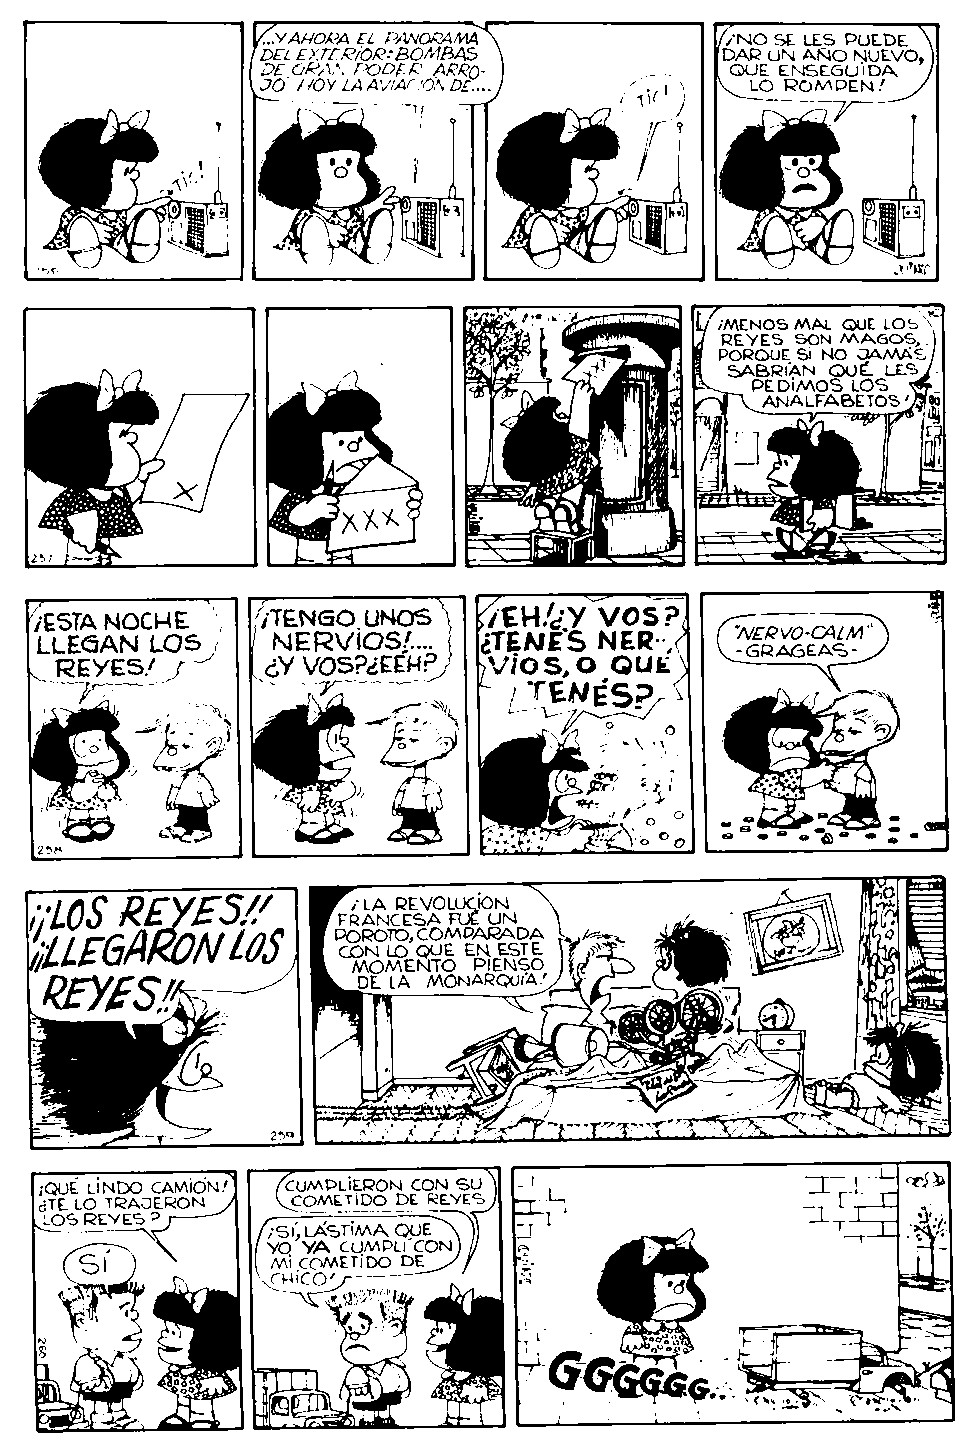 TIC!
...Y AHORA EL PANORAMA
DEL EXTERIOR: BOMBAS
DE GRAN PODER ARRO-
JO HOY LA AVIACIÓN DE....
TIC!
¡NO SE LES PUEDE
DAR UN AÑO NUEVO,
QUE ENSEGUIDA
LO ROMPEN!
X
257
XXX
XXX
¡MENOS MAL QUE LOS
REYES SON MAGOS,
PORQUE SI NO JAMÁS
SABRÍAN QUÉ LES
PEDIMOS LOS
ANALFABETOS!
¡ESTA NOCHE
LLEGAN LOS
REYES!
258
¡TENGO UNOS
NERVIOS!....
¿Y VOS?¿EEH?
¡EH!¿Y VOS?
¿TENÉS NER-
VIOS, O QUÉ
TENÉS?
"NERVO-CALM"
-GRAGEAS-
¡¡LOS REYES!!
¡¡LLEGARON LOS
REYES!!
259
¡LA REVOLUCIÓN
FRANCESA FUÉ UN
POROTO, COMPARADA
CON LO QUE EN ESTE
MOMENTO PIENSO
DE LA MONARQUÍA!
¡QUÉ LINDO CAMIÓN!
¿TE LO TRAJERON
LOS REYES?
SÍ
260
CUMPLIERON CON SU
COMETIDO DE REYES
¡SÍ, LÁSTIMA QUE
YO YA CUMPLÍ CON
MI COMETIDO DE
CHICO!
GGGGGG...